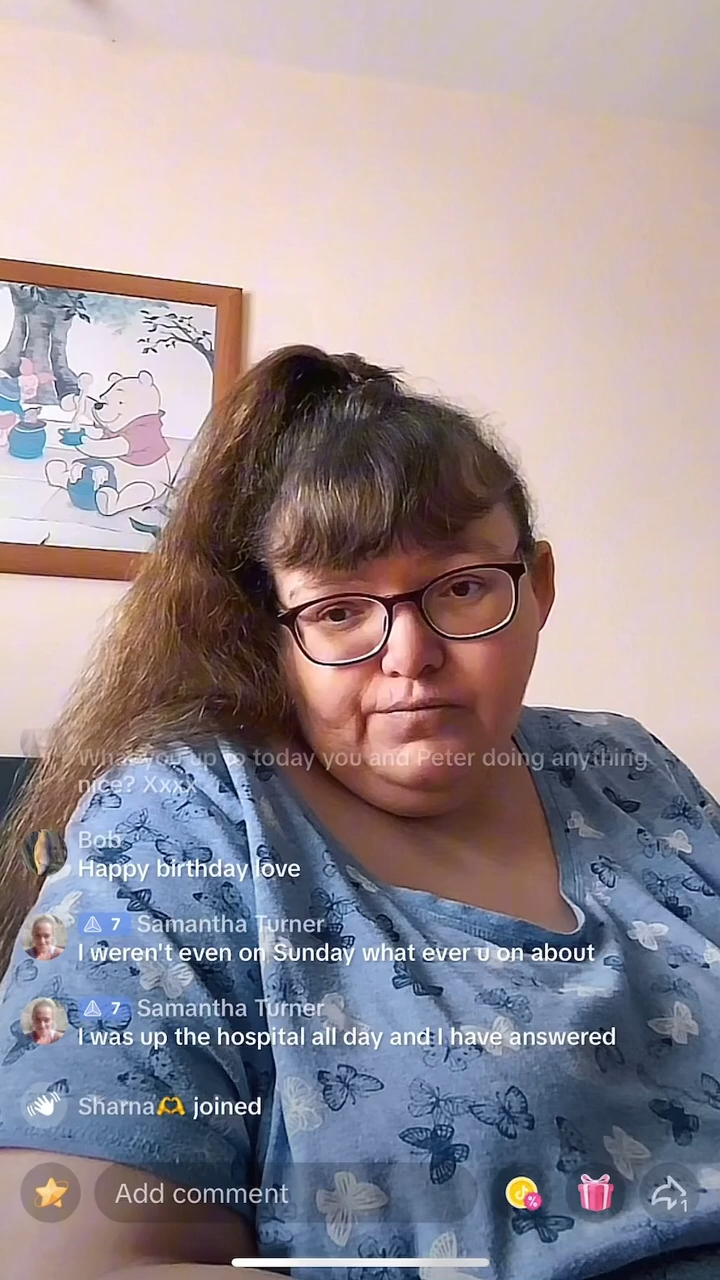 What you up to today you and Peter doing anything
nice? Xxxx
Bob
Happy birthday love
7 Samantha Turner
I weren't even on Sunday what ever u on about
7 Samantha Turner
I was up the hospital all day and I have answered
Sharna🫶 joined
Add comment
%
1